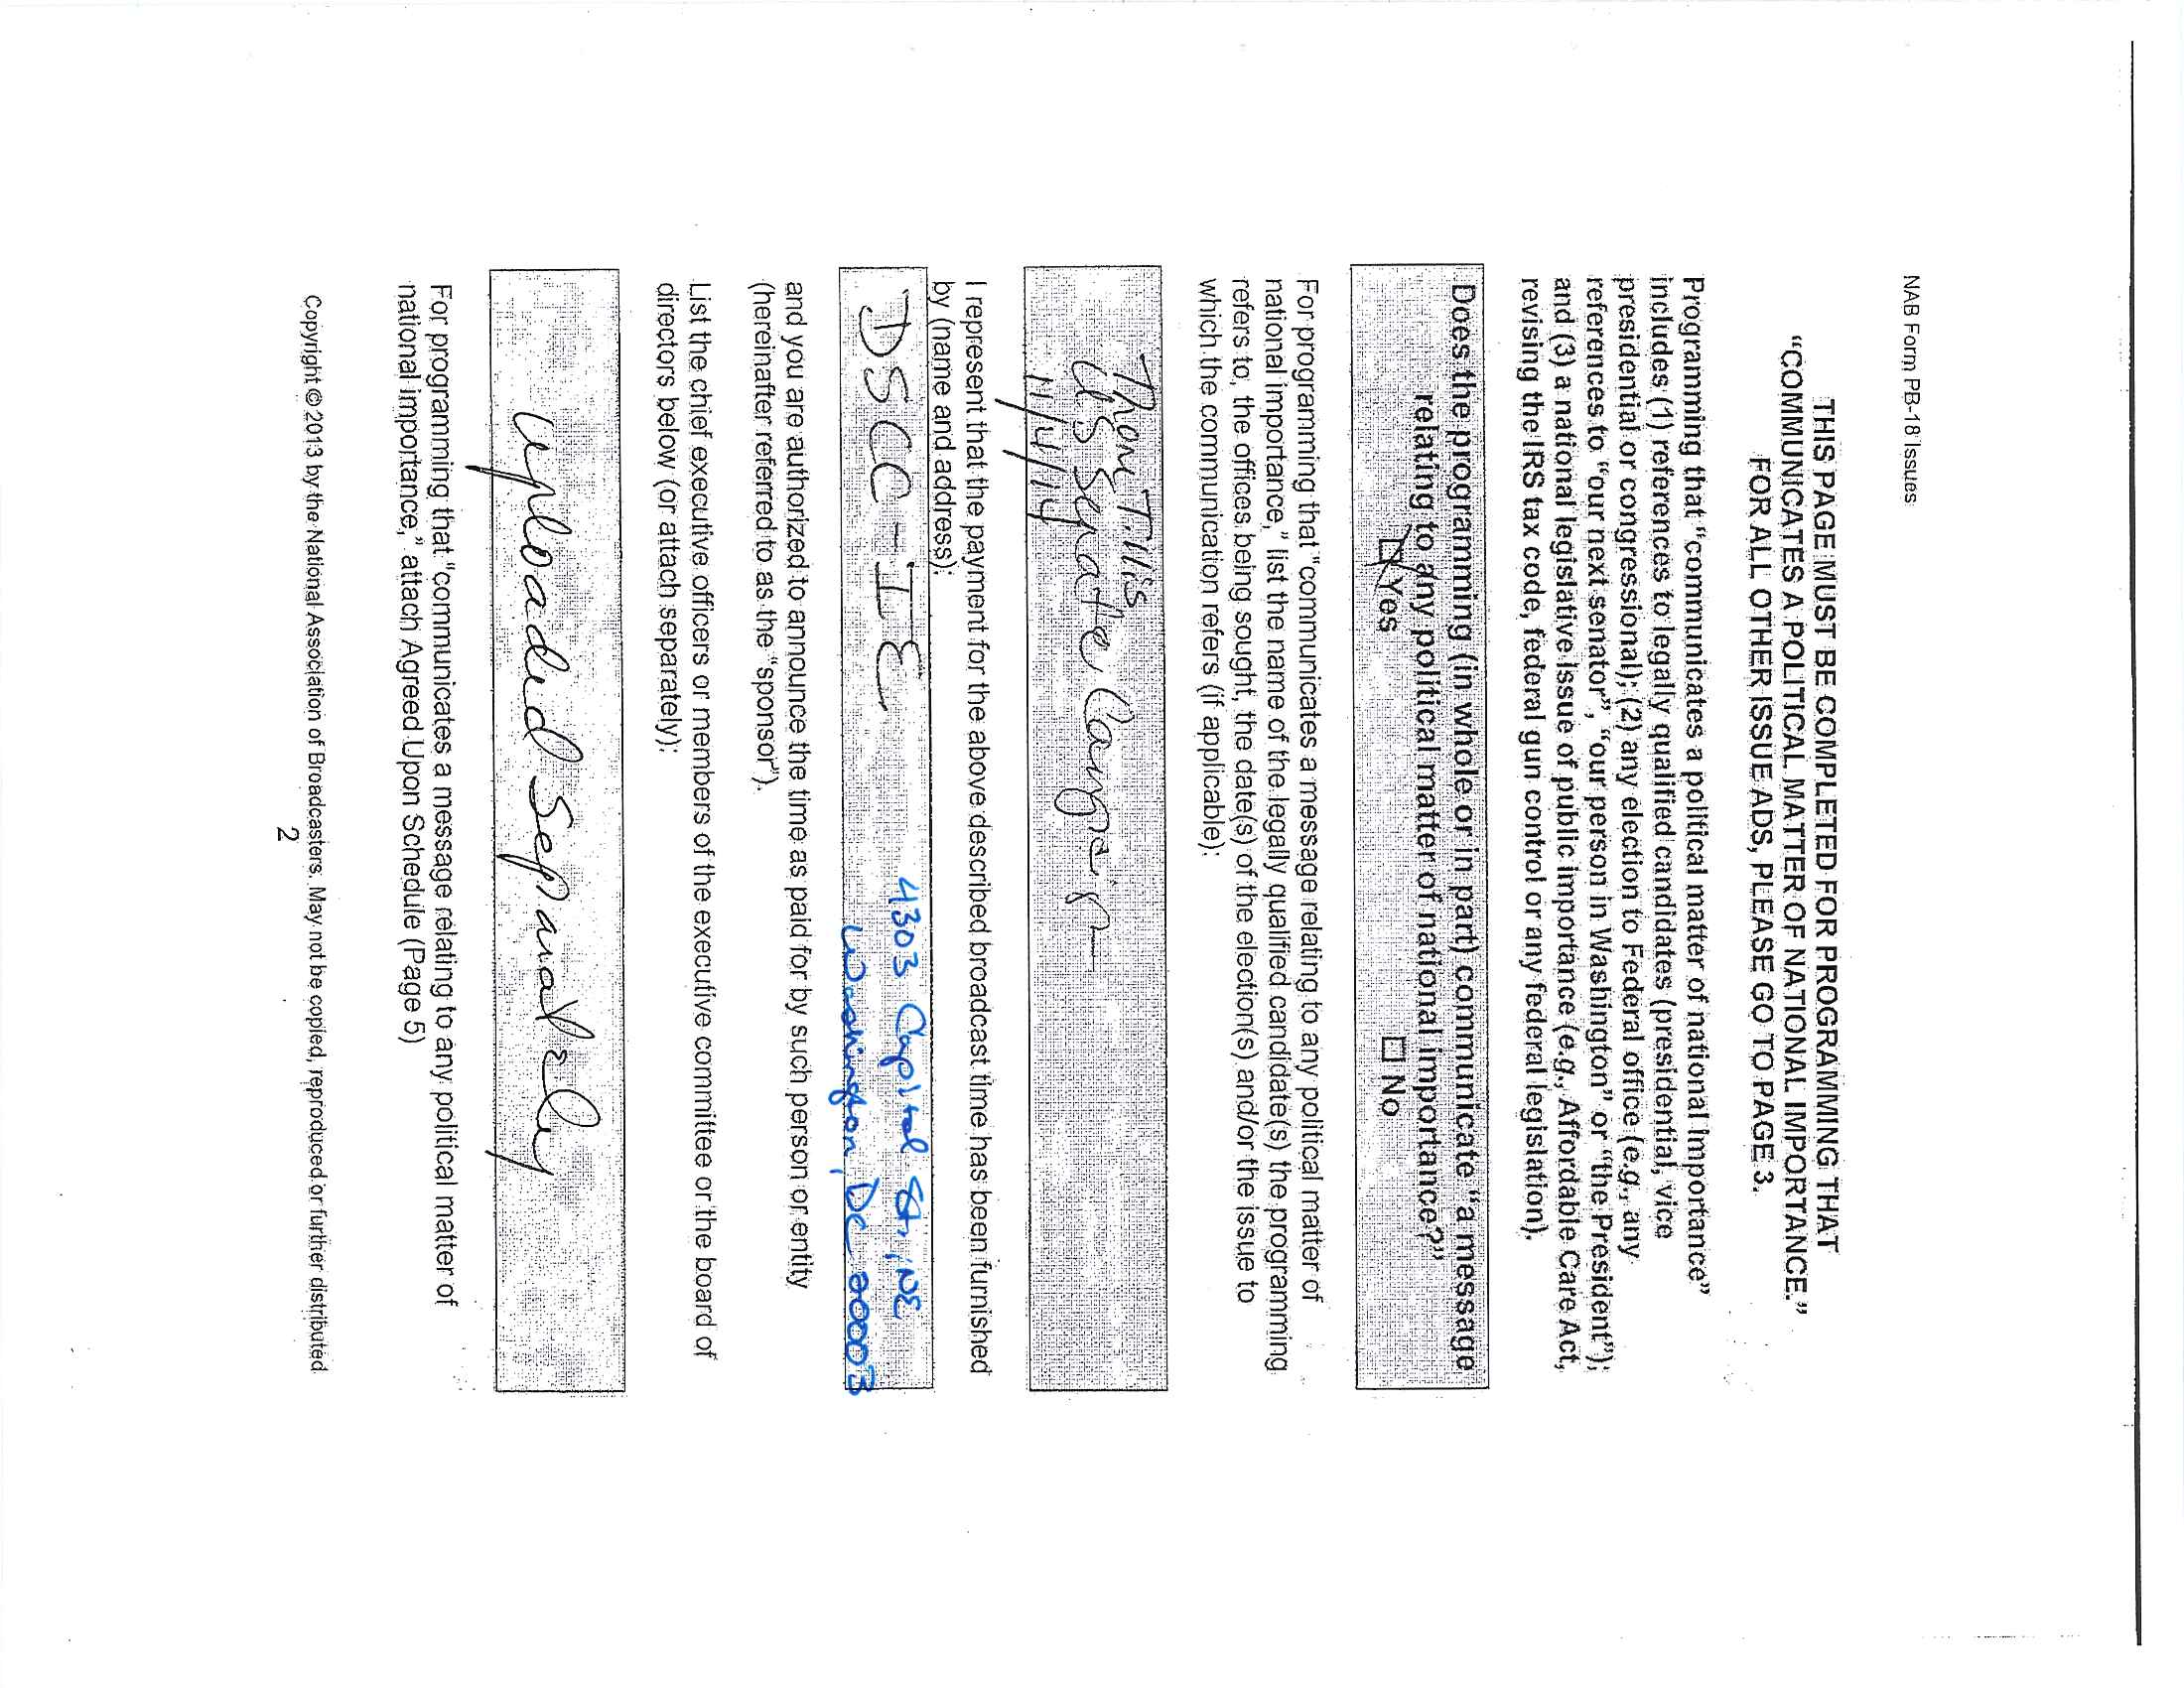 NAB Form PB-18 Issues
THIS PAGE MUST BE COMPLETED FOR PROGRAMMING THAT
"COMMUNICATES A POLITICAL MATTER OF NATIONAL IMPORTANCE."
FOR ALL OTHER ISSUE ADS, PLEASE GO TO PAGE 3.
Programming that "communicates a political matter of national importance"
includes (1) references to legally qualified candidates (presidential, vice
presidential or congressional); (2) any election to Federal office (e.g., any
references to "our next senator", "our person in Washington" or "the President");
and (3) a national legislative issue of public importance (e.g., Affordable Care Act,
revising the IRS tax code, federal gun control or any federal legislation).
Does the programming (in whole or in part) communicate "a message
relating to any political matter of national importance?"
Yes No
For programming that "communicates a message relating to any political matter of
national importance," list the name of the legally qualified candidate(s) the programming
refers to, the offices being sought, the date(s) of the election(s) and/or the issue to
which the communication refers (if applicable):
Thom Tillis
US Senate Campaign
11/4/14
I represent that the payment for the above described broadcast time has been furnished
by (name and address):
DSCC-IE
4303 Capital St, NE
Washington, DC 20003
and you are authorized to announce the time as paid for by such person or entity
(hereinafter referred to as the "sponsor").
List the chief executive officers or members of the executive committee or the board of
directors below (or attach separately):
uploaded separately
For programming that "communicates a message relating to any political matter of
national importance," attach Agreed Upon Schedule (Page 5)
Copyright © 2013 by the National Association of Broadcasters. May not be copied, reproduced or further distributed.
2